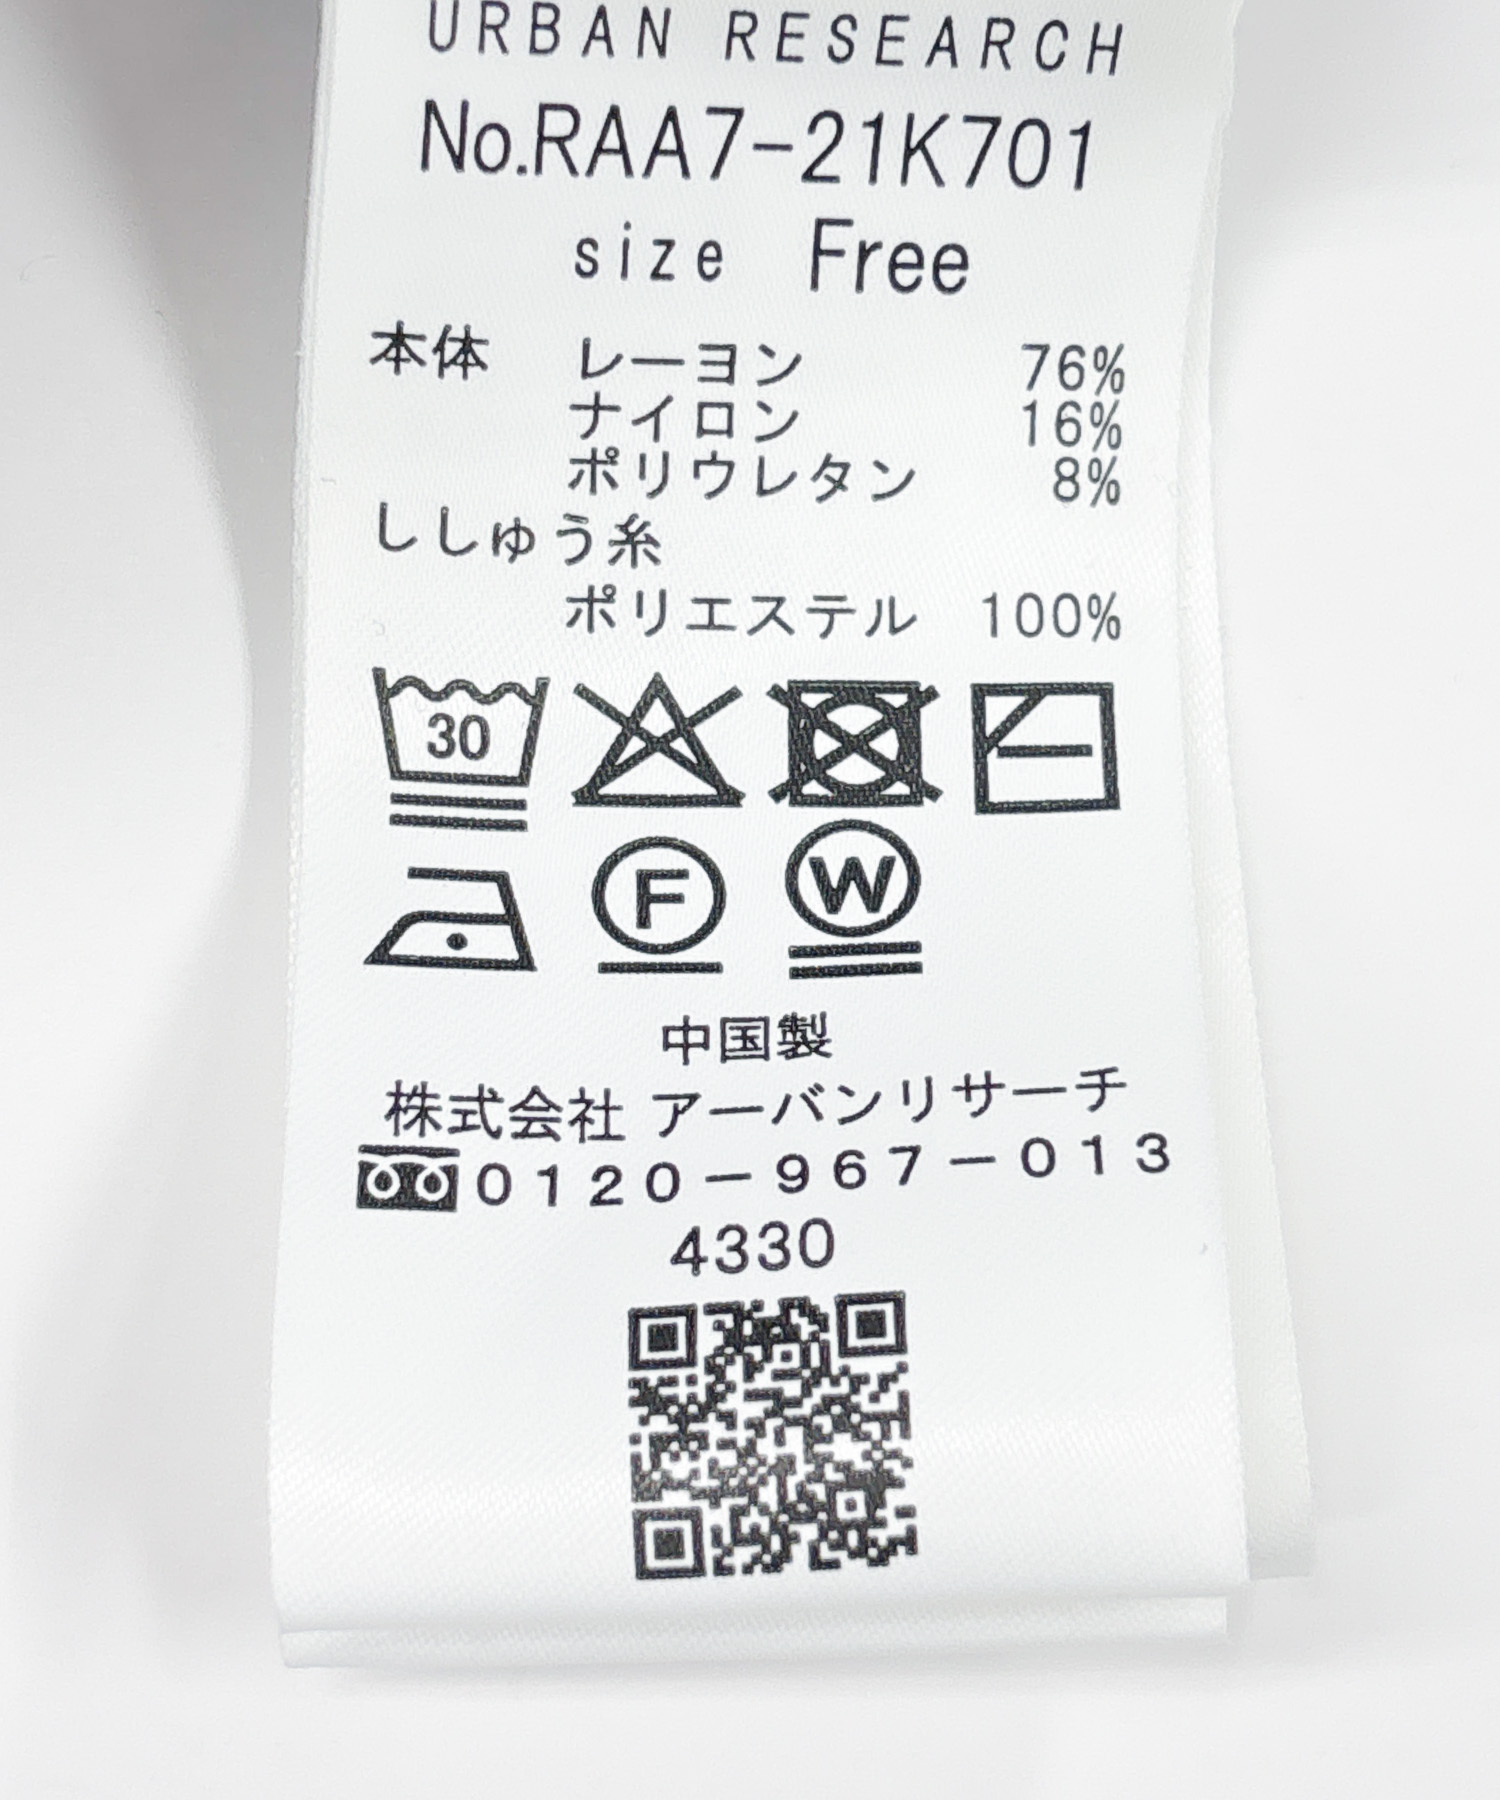 URBAN RESEARCH
No.RAA7-21K701
size Free
本体 レーヨン 76%
ナイロン 16%
ポリウレタン 8%
ししゅう糸
ポリエステル 100%
30
F W
中国製
株式会社 アーバンリサーチ
0120-967-013
4330